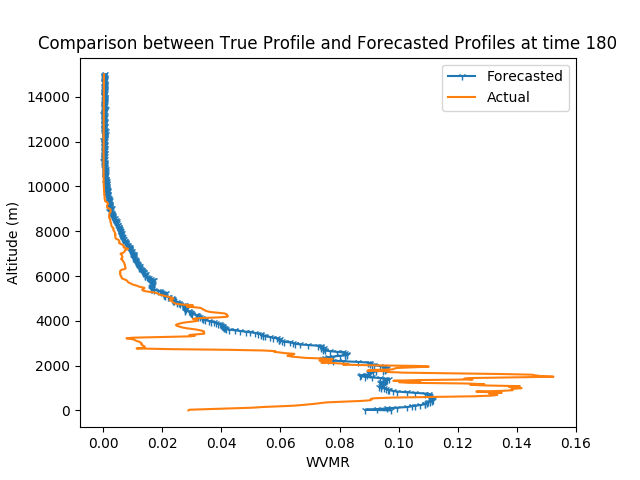 Comparison between True Profile and Forecasted Profiles at time 180
Forecasted
Actual
14000
12000
10000
8000
6000
4000
2000
0
Altitude (m)
0.00 0.02 0.04 0.06 0.08 0.10 0.12 0.14 0.16
WVMR